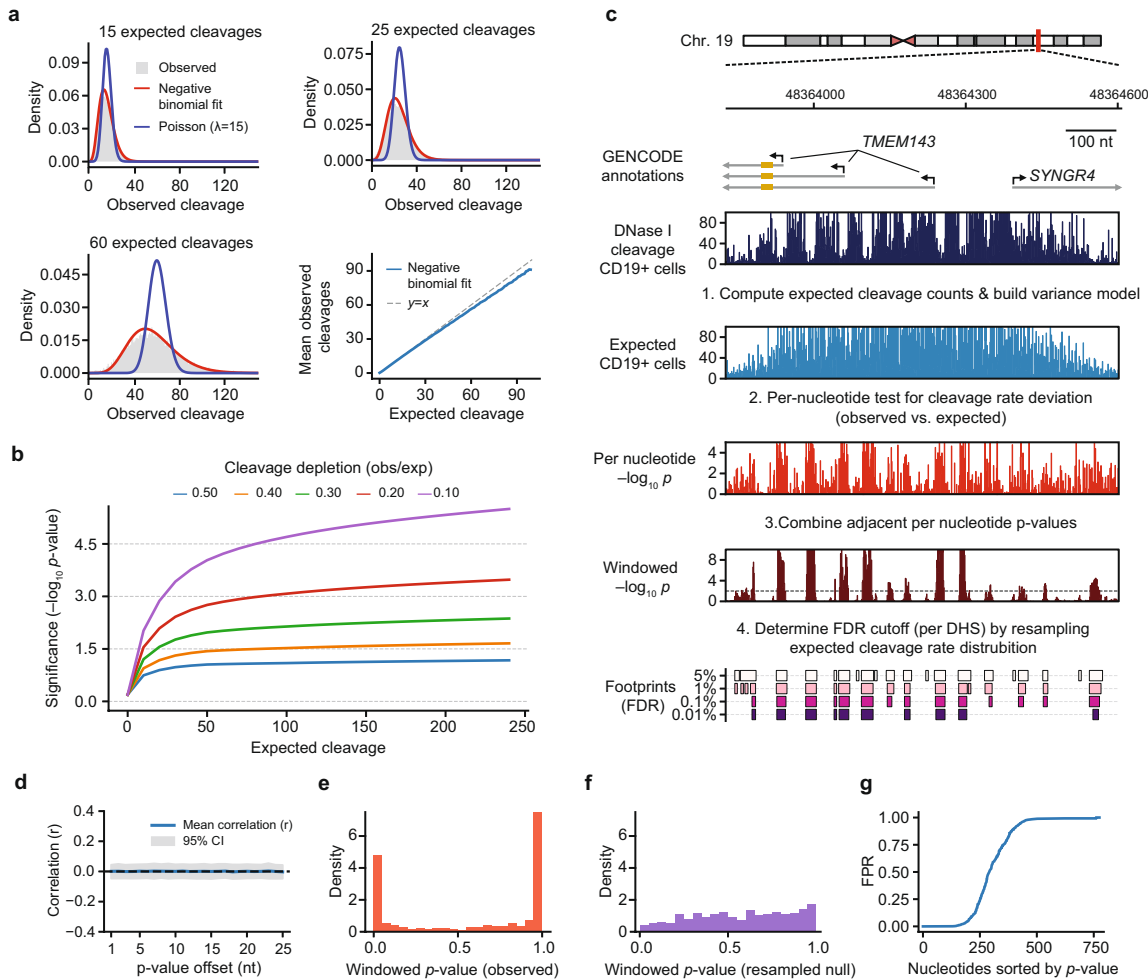 a
15 expected cleavages
Density
0.09
0.06
0.03
0.00
Observed
Negative
binomial fit
Poisson (λ=15)
0
40
80
120
Observed cleavage
25 expected cleavages
Density
0.075
0.050
0.025
0.000
0
40
80
120
Observed cleavage
60 expected cleavages
Density
0.045
0.030
0.015
0.000
0
40
80
120
Observed cleavage
Mean observed
cleavages
90
60
30
0
Negative
binomial fit
y=x
0
30
60
90
Expected cleavage
b
Cleavage depletion (obs/exp)
0.50
0.40
0.30
0.20
0.10
Significance (–log10 p-value)
4.5
3.0
1.5
0.0
0
50
100
150
200
250
Expected cleavage
c
Chr. 19
48364000
48364300
48364600
100 nt
GENCODE
annotations
TMEM143
SYNGR4
DNase I
cleavage
CD19+ cells
80
40
0
1. Compute expected cleavage counts & build variance model
Expected
CD19+ cells
80
40
0
2. Per-nucleotide test for cleavage rate deviation
(observed vs. expected)
Per nucleotide
–log10 p
4
2
0
3.Combine adjacent per nucleotide p-values
Windowed
–log10 p
8
4
0
4. Determine FDR cutoff (per DHS) by resampling
expected cleavage rate distrubition
Footprints
(FDR)
5%
1%
0.1%
0.01%
d
Correlation (r)
0.4
0.2
0.0
−0.2
−0.4
Mean correlation (r)
95% CI
1
5
10
15
20
25
p-value offset (nt)
e
Density
6
4
2
0
0.0
0.5
1.0
Windowed p-value (observed)
f
Density
6
4
2
0
0.0
0.5
1.0
Windowed p-value (resampled null)
g
FPR
1.00
0.75
0.50
0.25
0.00
0
250
500
750
Nucleotides sorted by p-value